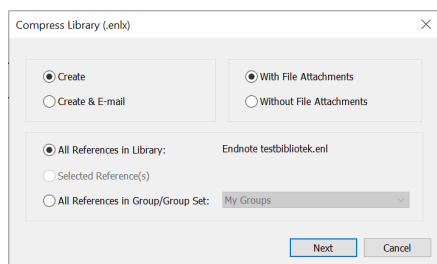 Compress Library (.enlx)
Create
With File Attachments
Create & E-mail
Without File Attachments
All References in Library: Endnote testbibliotek.enl
Selected Reference(s)
All References in Group/Group Set: My Groups
Next Cancel